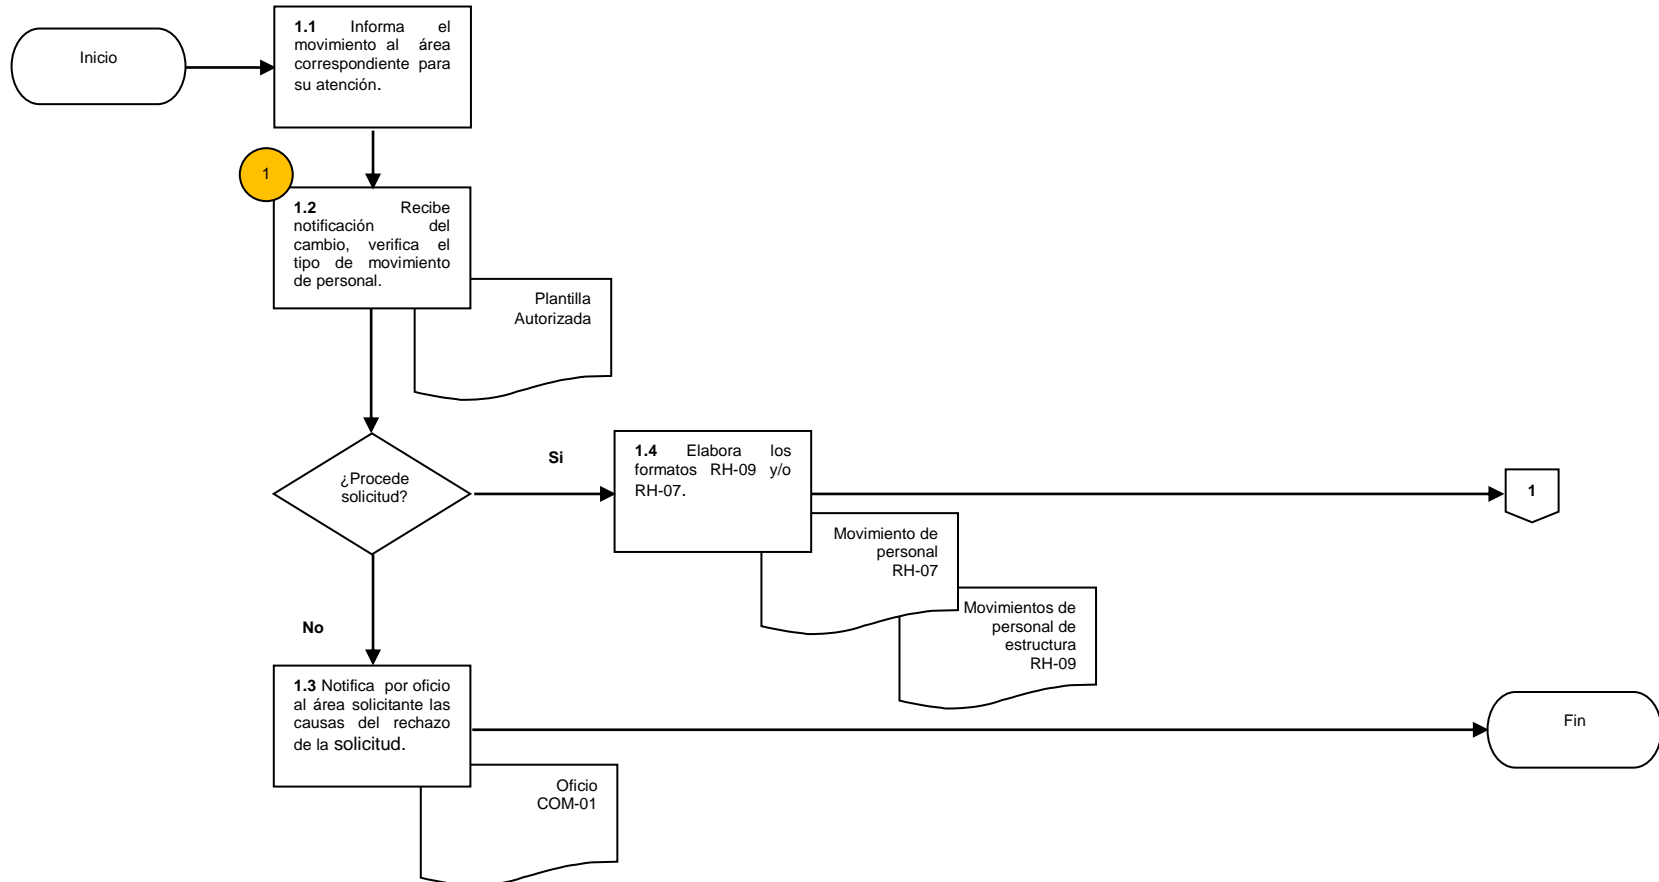 Inicio
1.1 Informa el
movimiento al área
correspondiente para
su atención.
1
1.2 Recibe
notificación del
cambio, verifica el
tipo de movimiento
de personal.
Plantilla
Autorizada
¿Procede
solicitud?
Si
1.4 Elabora los
formatos RH-09 y/o
RH-07.
1
Movimiento de
personal
RH-07
Movimientos de
personal de
estructura
RH-09
No
1.3 Notifica por oficio
al área solicitante las
causas del rechazo
de la solicitud.
Fin
Oficio
COM-01